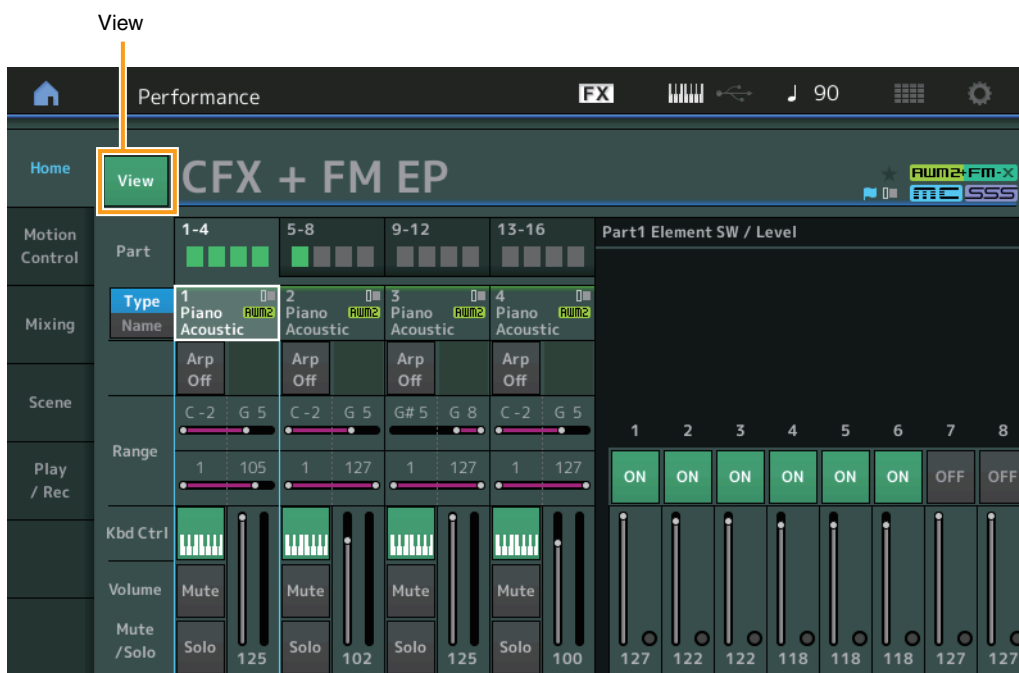 View
Performance
FX
90
Home
View
CFX + FM EP
AWM2+FM-X
MC SSS
Motion
Control
Mixing
Scene
Play
/ Rec
Part
1-4
5-8
9-12
13-16
Part1 Element SW / Level
Type
Name
1
Piano AWM2
Acoustic
2
Piano AWM2
Acoustic
3
Piano AWM2
Acoustic
4
Piano AWM2
Acoustic
Arp
Off
Arp
Off
Arp
Off
Arp
Off
Range
C -2 G 5
C -2 G 5
G# 5 G 8
C -2 G 5
1 105
1 127
1 127
1 127
1 2 3 4 5 6 7 8
ON ON ON ON ON ON OFF OFF
Kbd Ctrl
Volume
Mute
/Solo
Mute Mute Mute Mute
Solo Solo Solo Solo
125 102 125 100
127 122 122 118 118 118 127 127